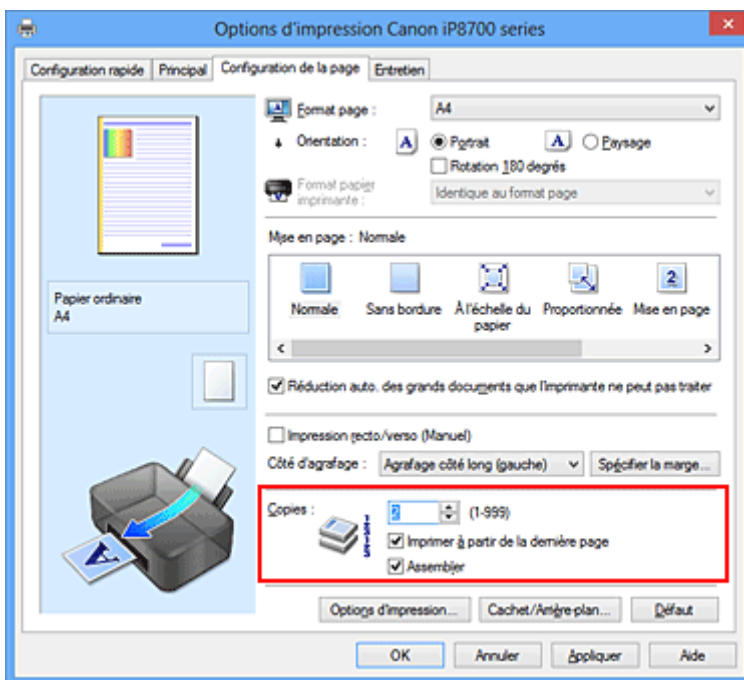 Options d'impression Canon iP8700 series
Configuration rapide Principal Configuration de la page Entretien
Format page : A4
Orientation : A Portrait A Paysage
Rotation 180 degrés
Format papier imprimante : Identique au format page
Mise en page : Normale
Papier ordinaire
A4
2
Normale Sans bordure À l'échelle du papier Proportionnée Mise en page
Réduction auto. des grands documents que l'imprimante ne peut pas traiter
Impression recto/verso (Manuel)
Côté d'agrafage : Agrafage côté long (gauche) Spécifier la marge...
Copies : 2 (1-999)
Imprimer à partir de la dernière page
Assembler
A
Options d'impression... Cachet/Arrière-plan... Défaut
OK Annuler Appliquer Aide